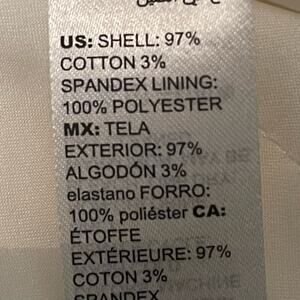 US: SHELL: 97%
COTTON 3%
SPANDEX LINING:
100% POLYESTER
MX: TELA
EXTERIOR: 97%
ALGODÓN 3%
elastano FORRO:
100% poliéster CA:
ÉTOFFE
EXTÉRIEURE: 97%
COTON 3%
SPANDEX